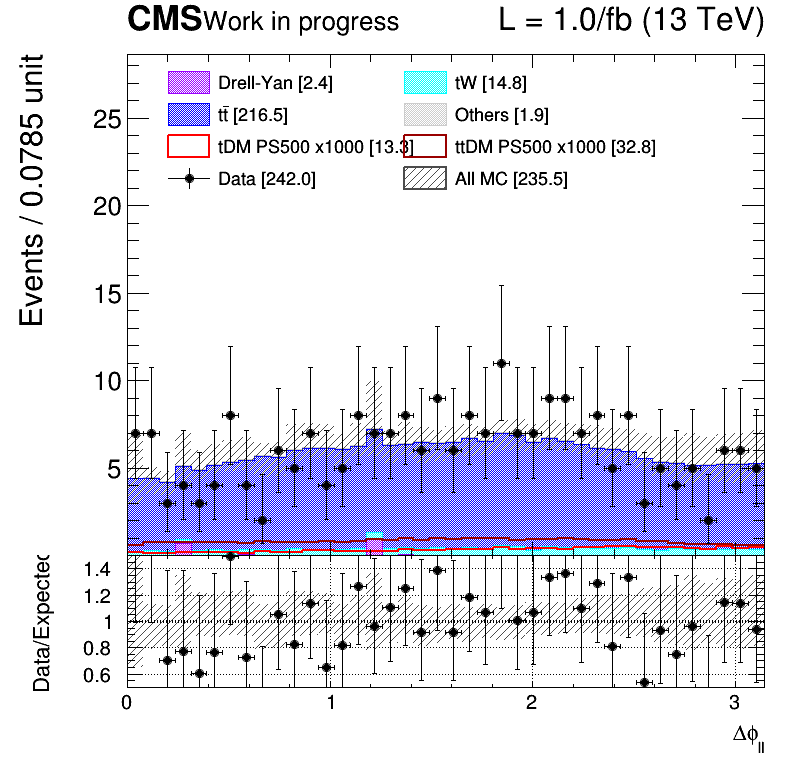 CMS Work in progress L = 1.0/fb (13 TeV)
Drell-Yan [2.4] tW [14.8]
tt̄ [216.5] Others [1.9]
tDM PS500 x1000 [13.3] ttDM PS500 x1000 [32.8]
Data [242.0] All MC [235.5]
Events / 0.0785 unit
25
20
15
10
5
Data/Expected
1.4
1.2
1
0.8
0.6
0 1 2 3
Δϕ_ll